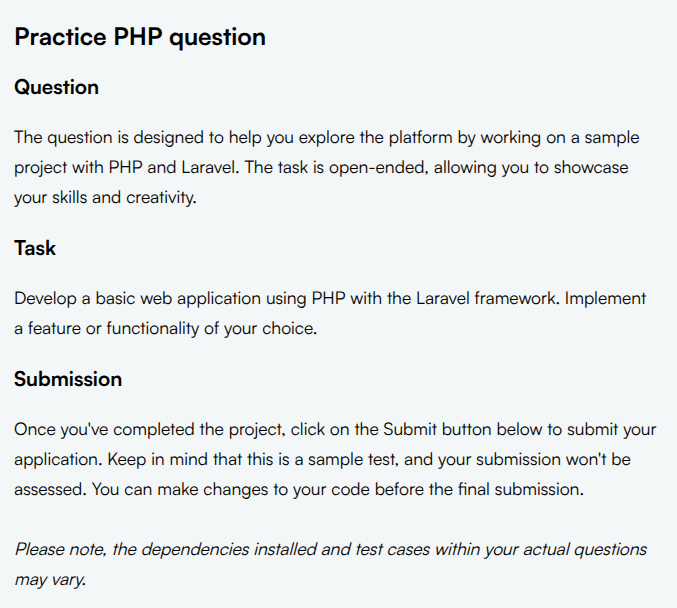 Practice PHP question
Question
The question is designed to help you explore the platform by working on a sample
project with PHP and Laravel. The task is open-ended, allowing you to showcase
your skills and creativity.
Task
Develop a basic web application using PHP with the Laravel framework. Implement
a feature or functionality of your choice.
Submission
Once you've completed the project, click on the Submit button below to submit your
application. Keep in mind that this is a sample test, and your submission won't be
assessed. You can make changes to your code before the final submission.
Please note, the dependencies installed and test cases within your actual questions
may vary.